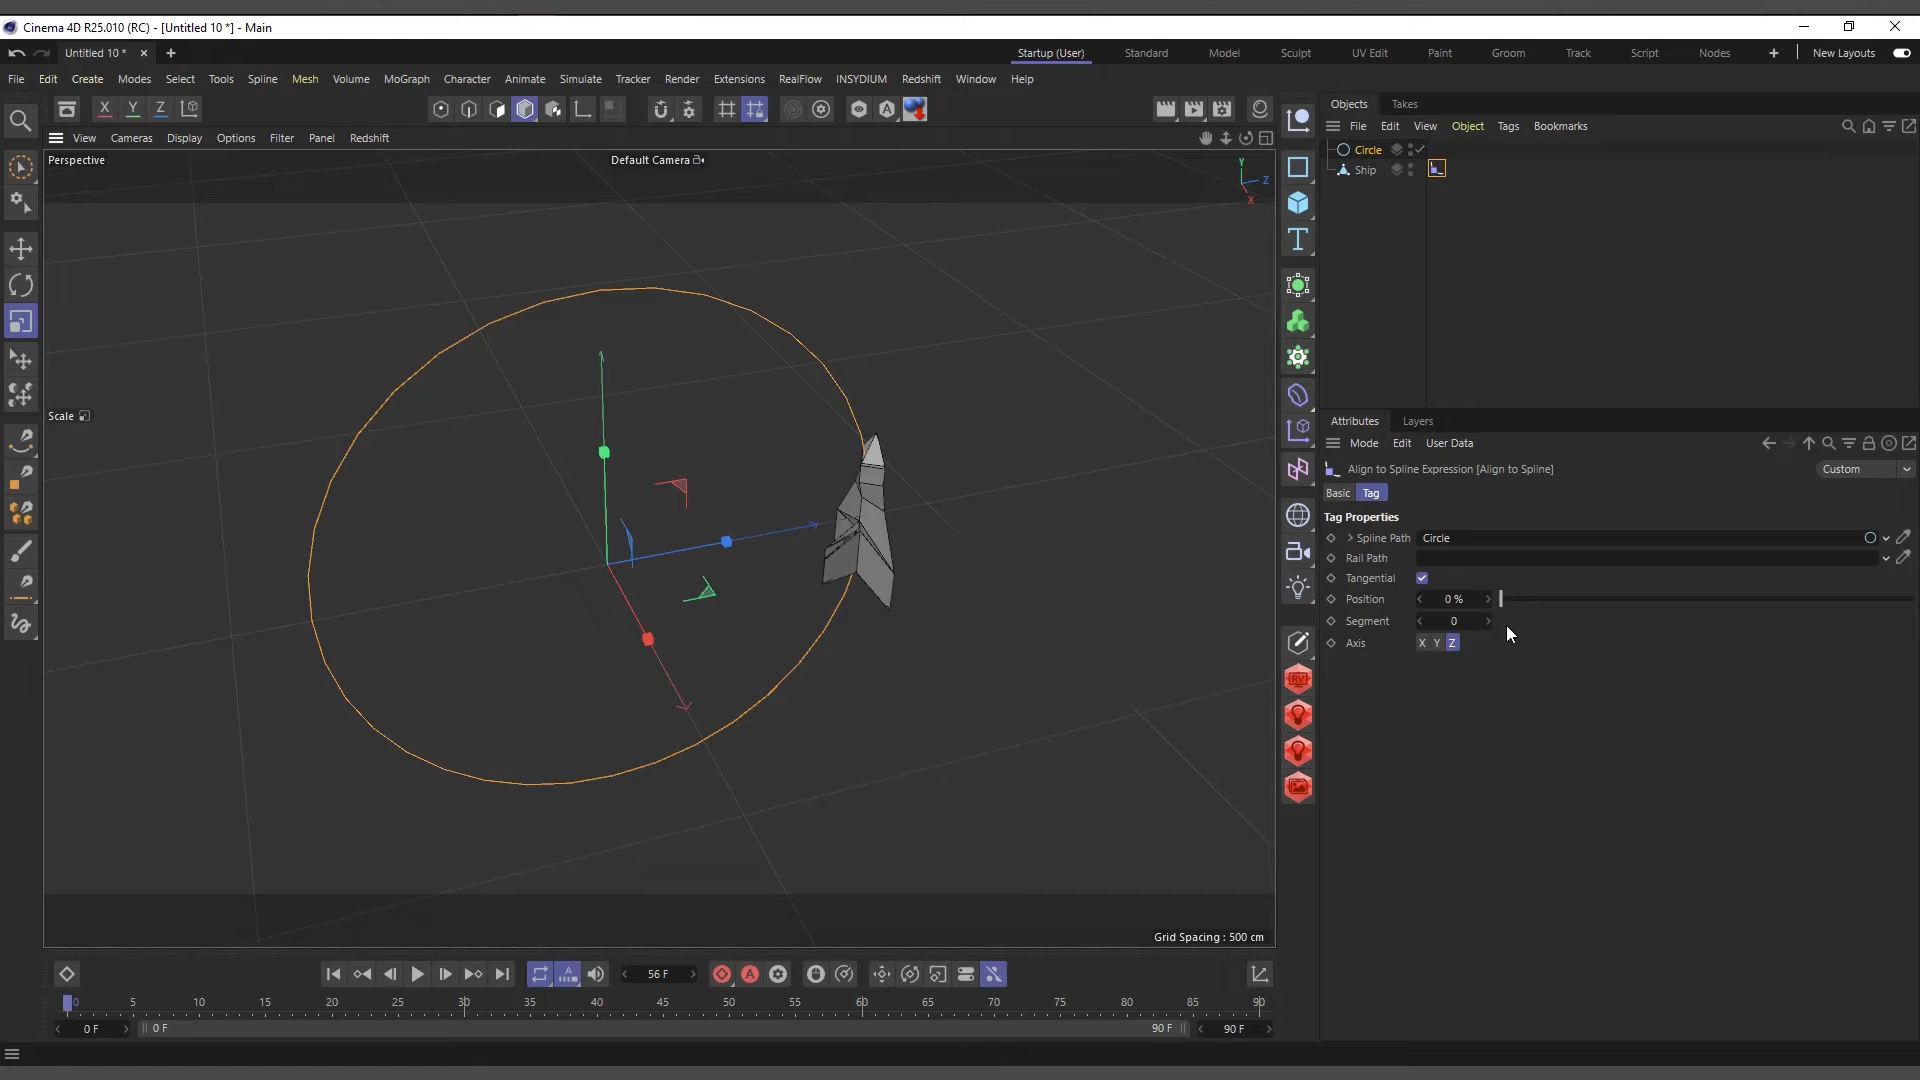 Cinema 4D R25.010 (RC) - [Untitled 10 *] - Main
Untitled 10 *
Startup (User) Standard Model Sculpt UV Edit Paint Groom Track Script Nodes New Layouts
File Edit Create Modes Select Tools Spline Mesh Volume MoGraph Character Animate Simulate Tracker Render Extensions RealFlow INSYDIUM Redshift Window Help
X Y Z
Objects Takes
File Edit View Object Tags Bookmarks
View Cameras Display Options Filter Panel Redshift
Perspective
Default Camera
Y
Z
X
Circle
Ship
Scale
Attributes Layers
Mode Edit User Data
Align to Spline Expression [Align to Spline]
Custom
Basic Tag
Tag Properties
Spline Path Circle
Rail Path
Tangential
Position 0 %
Segment 0
Axis X Y Z
RV
Grid Spacing : 500 cm
A
56 F
A
0 5 10 15 20 25 30 35 40 45 50 55 60 65 70 75 80 85 90
0 F 0 F 90 F 90 F